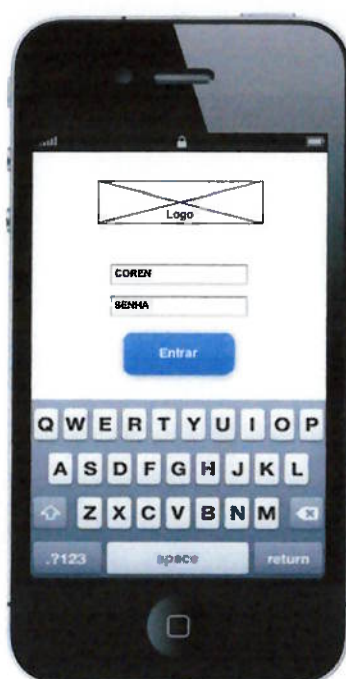 Logo
COREN
SENHA
Entrar
Q W E R T Y U I O P
A S D F G H J K L
Z X C V B N M
.?123 space return